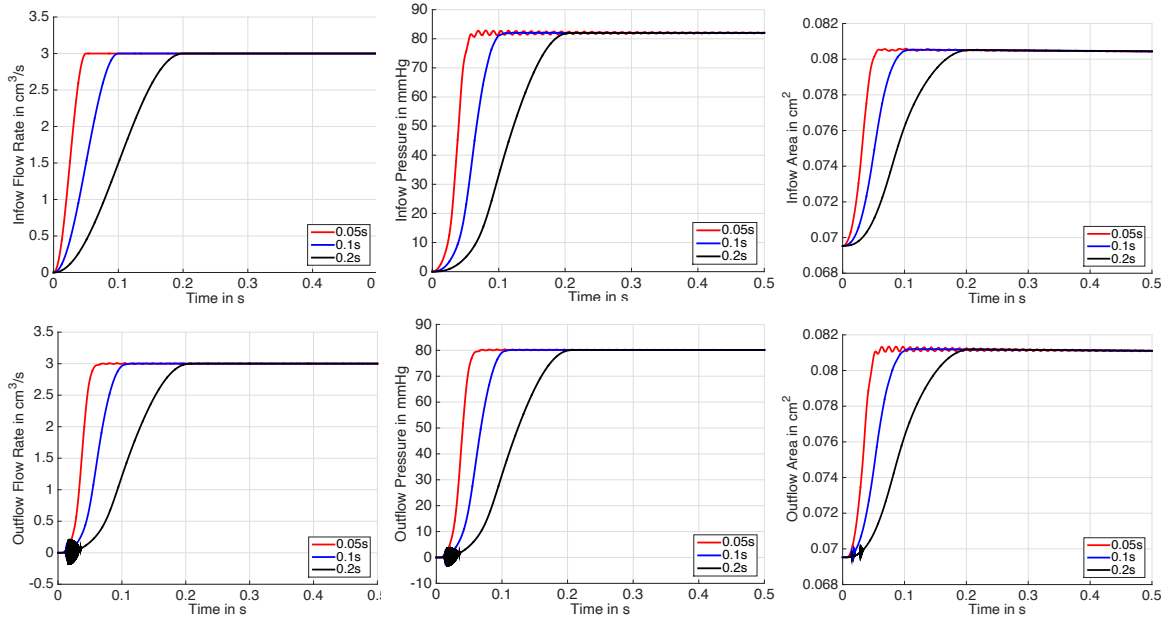 Infow Flow Rate in cm³/s
3.5
3
2.5
2
1.5
1
0.5
0
0 0.1 0.2 0.3 0.4 0
Time in s
0.05s
0.1s
0.2s
Infow Pressure in mmHg
90
80
70
60
50
40
30
20
10
0
0 0.1 0.2 0.3 0.4 0.5
Time in s
0.05s
0.1s
0.2s
Infow Area in cm²
0.082
0.08
0.078
0.076
0.074
0.072
0.07
0.068
0 0.1 0.2 0.3 0.4 0.5
Time in s
0.05s
0.1s
0.2s
Outflow Flow Rate in cm³/s
3.5
3
2.5
2
1.5
1
0.5
0
-0.5
0 0.1 0.2 0.3 0.4 0.
Time in s
0.05s
0.1s
0.2s
Outflow Pressure in mmHg
90
80
70
60
50
40
30
20
10
0
-10
0 0.1 0.2 0.3 0.4 0.5
Time in s
0.05s
0.1s
0.2s
Outflow Area in cm²
0.082
0.08
0.078
0.076
0.074
0.072
0.07
0.068
0 0.1 0.2 0.3 0.4 0.5
Time in s
0.05s
0.1s
0.2s